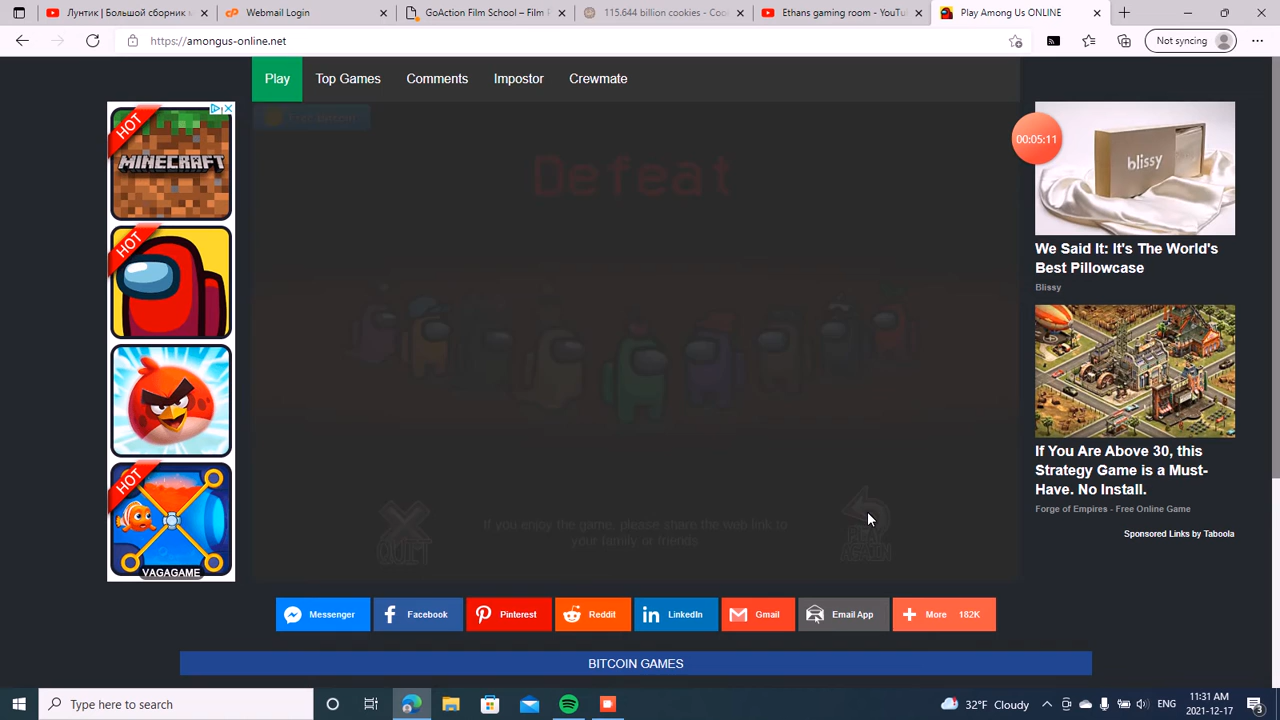 Лунтик | Большой сборник м
Webmail Login
GoAction Film School – Film P
115.644 billion cookies - Coo
Ethans gaming room - YouTu
Play Among Us ONLINE
https://amongus-online.net
Not syncing
Play
Top Games
Comments
Impostor
Crewmate
Defeat
00:05:11
HOT
MINECRAFT
HOT
HOT
VAGAGAME
blissy
We Said It: It's The World's
Best Pillowcase
Blissy
If You Are Above 30, this
Strategy Game is a Must-
Have. No Install.
Forge of Empires - Free Online Game
Sponsored Links by Taboola
QUIT
If you enjoy the game, please share the web link to
your family or friends
PLAY
AGAIN
Messenger
Facebook
Pinterest
Reddit
LinkedIn
Gmail
Email App
More 182K
BITCOIN GAMES
Type here to search
32°F Cloudy
ENG
11:31 AM
2021-12-17
3